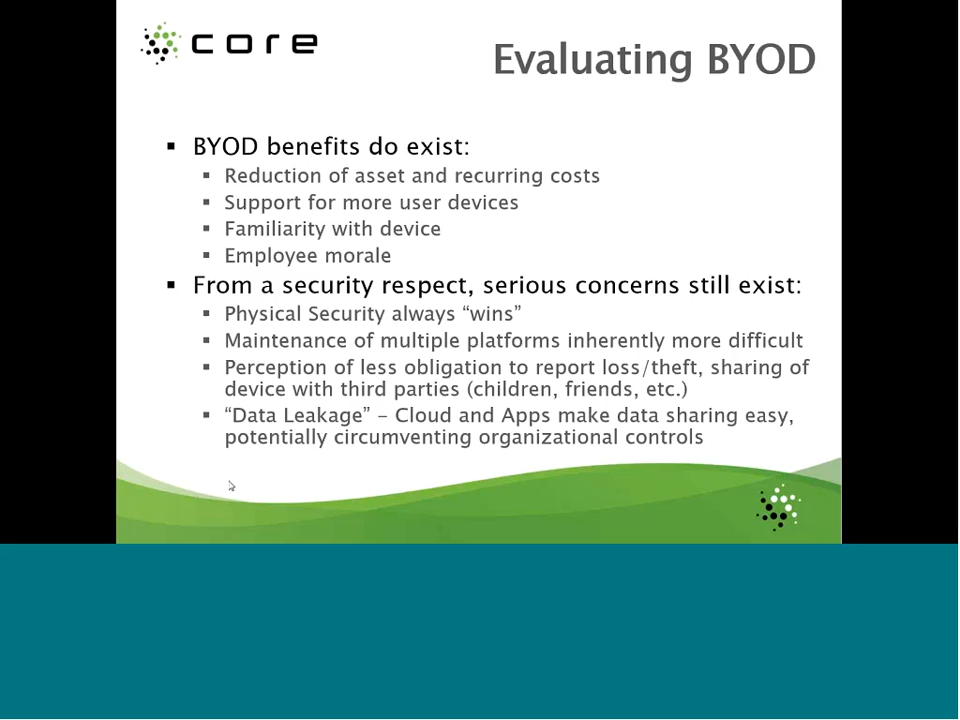 core
Evaluating BYOD
▪ BYOD benefits do exist:
▪ Reduction of asset and recurring costs
▪ Support for more user devices
▪ Familiarity with device
▪ Employee morale
▪ From a security respect, serious concerns still exist:
▪ Physical Security always “wins”
▪ Maintenance of multiple platforms inherently more difficult
▪ Perception of less obligation to report loss/theft, sharing of
device with third parties (children, friends, etc.)
▪ “Data Leakage” – Cloud and Apps make data sharing easy,
potentially circumventing organizational controls